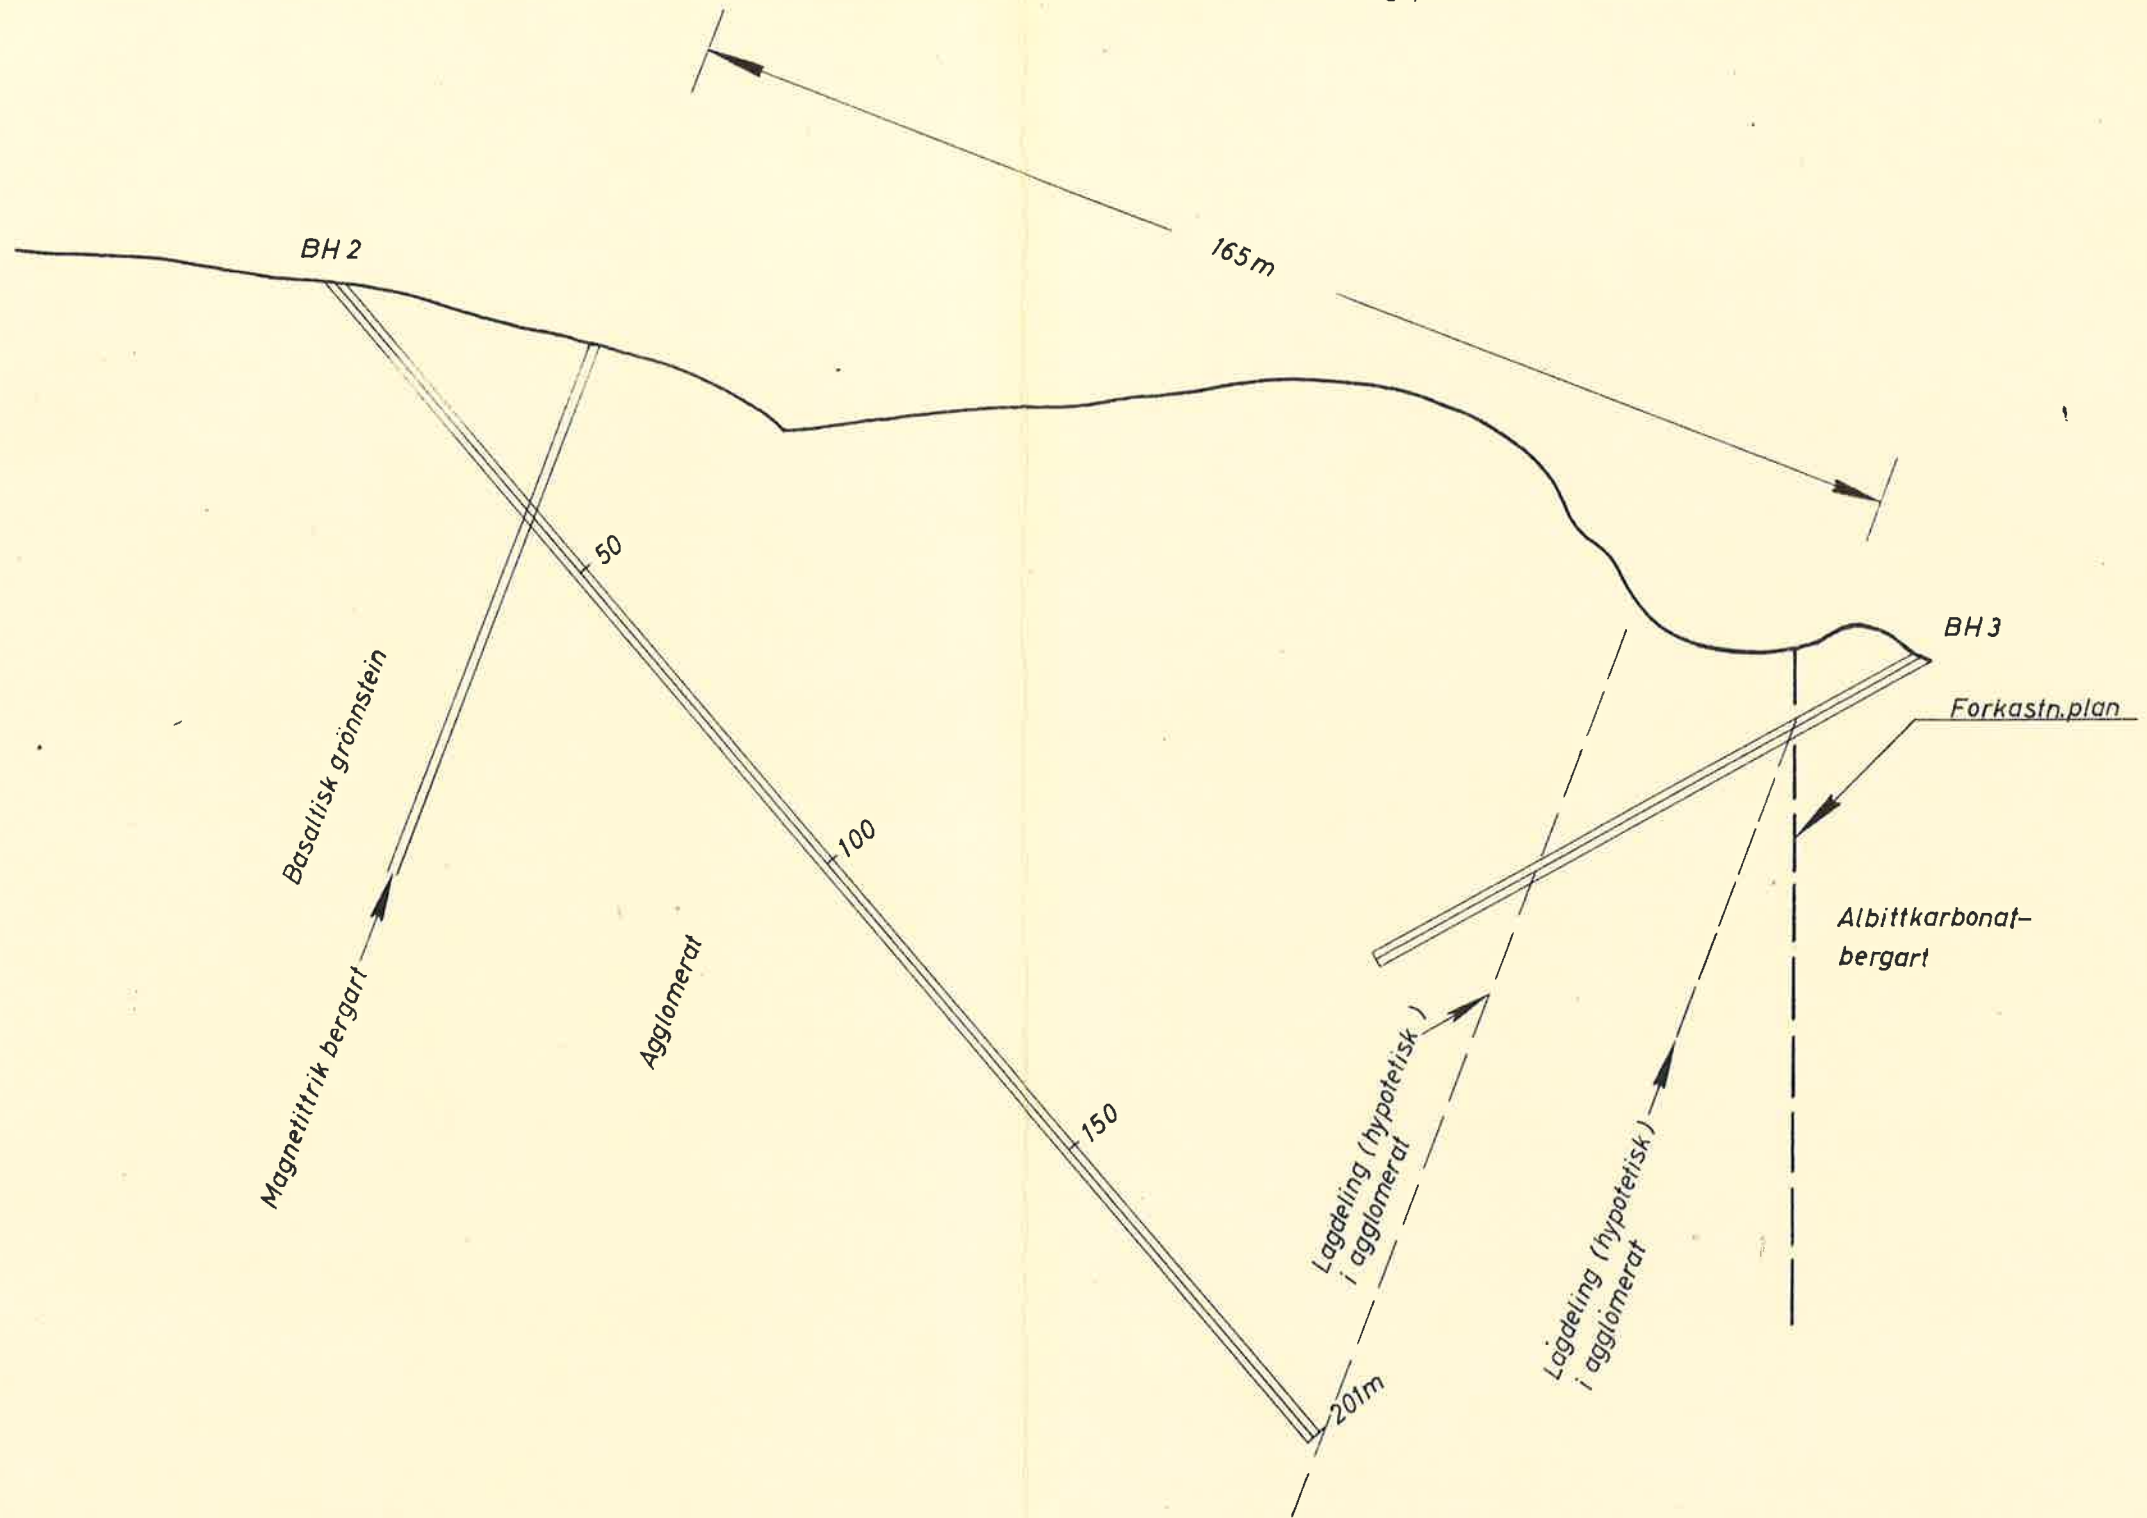 165m
BH 2
50
BH 3
Forkastn.plan
Basaltisk grönnstein
100
Albittkarbonat-
bergart
Agglomerat
Magnetittrik bergart
150
Lagdeling (hypotetisk)
i agglomerat
Lagdeling (hypotetisk)
i agglomerat
201m